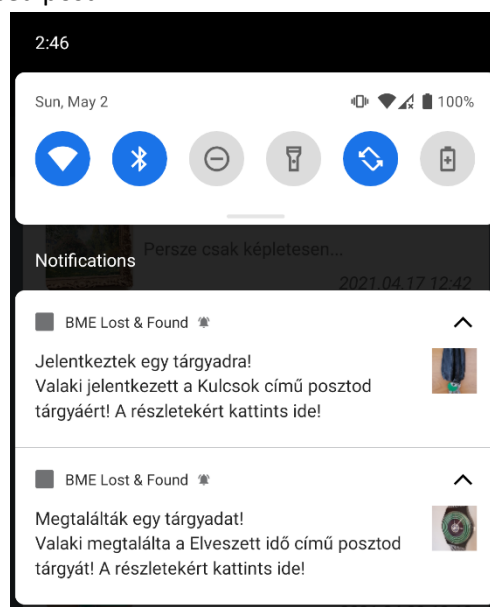 2:46
Sun, May 2
100%
Persze csak képletesen...
Notifications
2021.04.17 12:42
BME Lost & Found
Jelentkeztek egy tárgyadra!
Valaki jelentkezett a Kulcsok című posztod
tárgyáért! A részletekért kattints ide!
BME Lost & Found
Megtalálták egy tárgyadat!
Valaki megtalálta a Elveszett idő című posztod
tárgyát! A részletekért kattints ide!